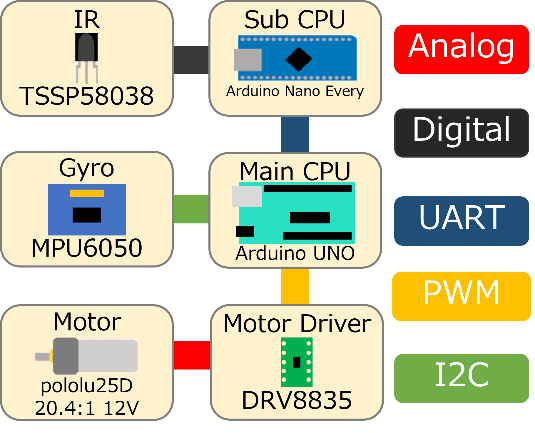 IR
TSSP58038
Sub CPU
Arduino Nano Every
Analog
Digital
Gyro
MPU6050
Main CPU
Arduino UNO
UART
PWM
Motor
pololu25D
20.4:1 12V
Motor Driver
DRV8835
I2C